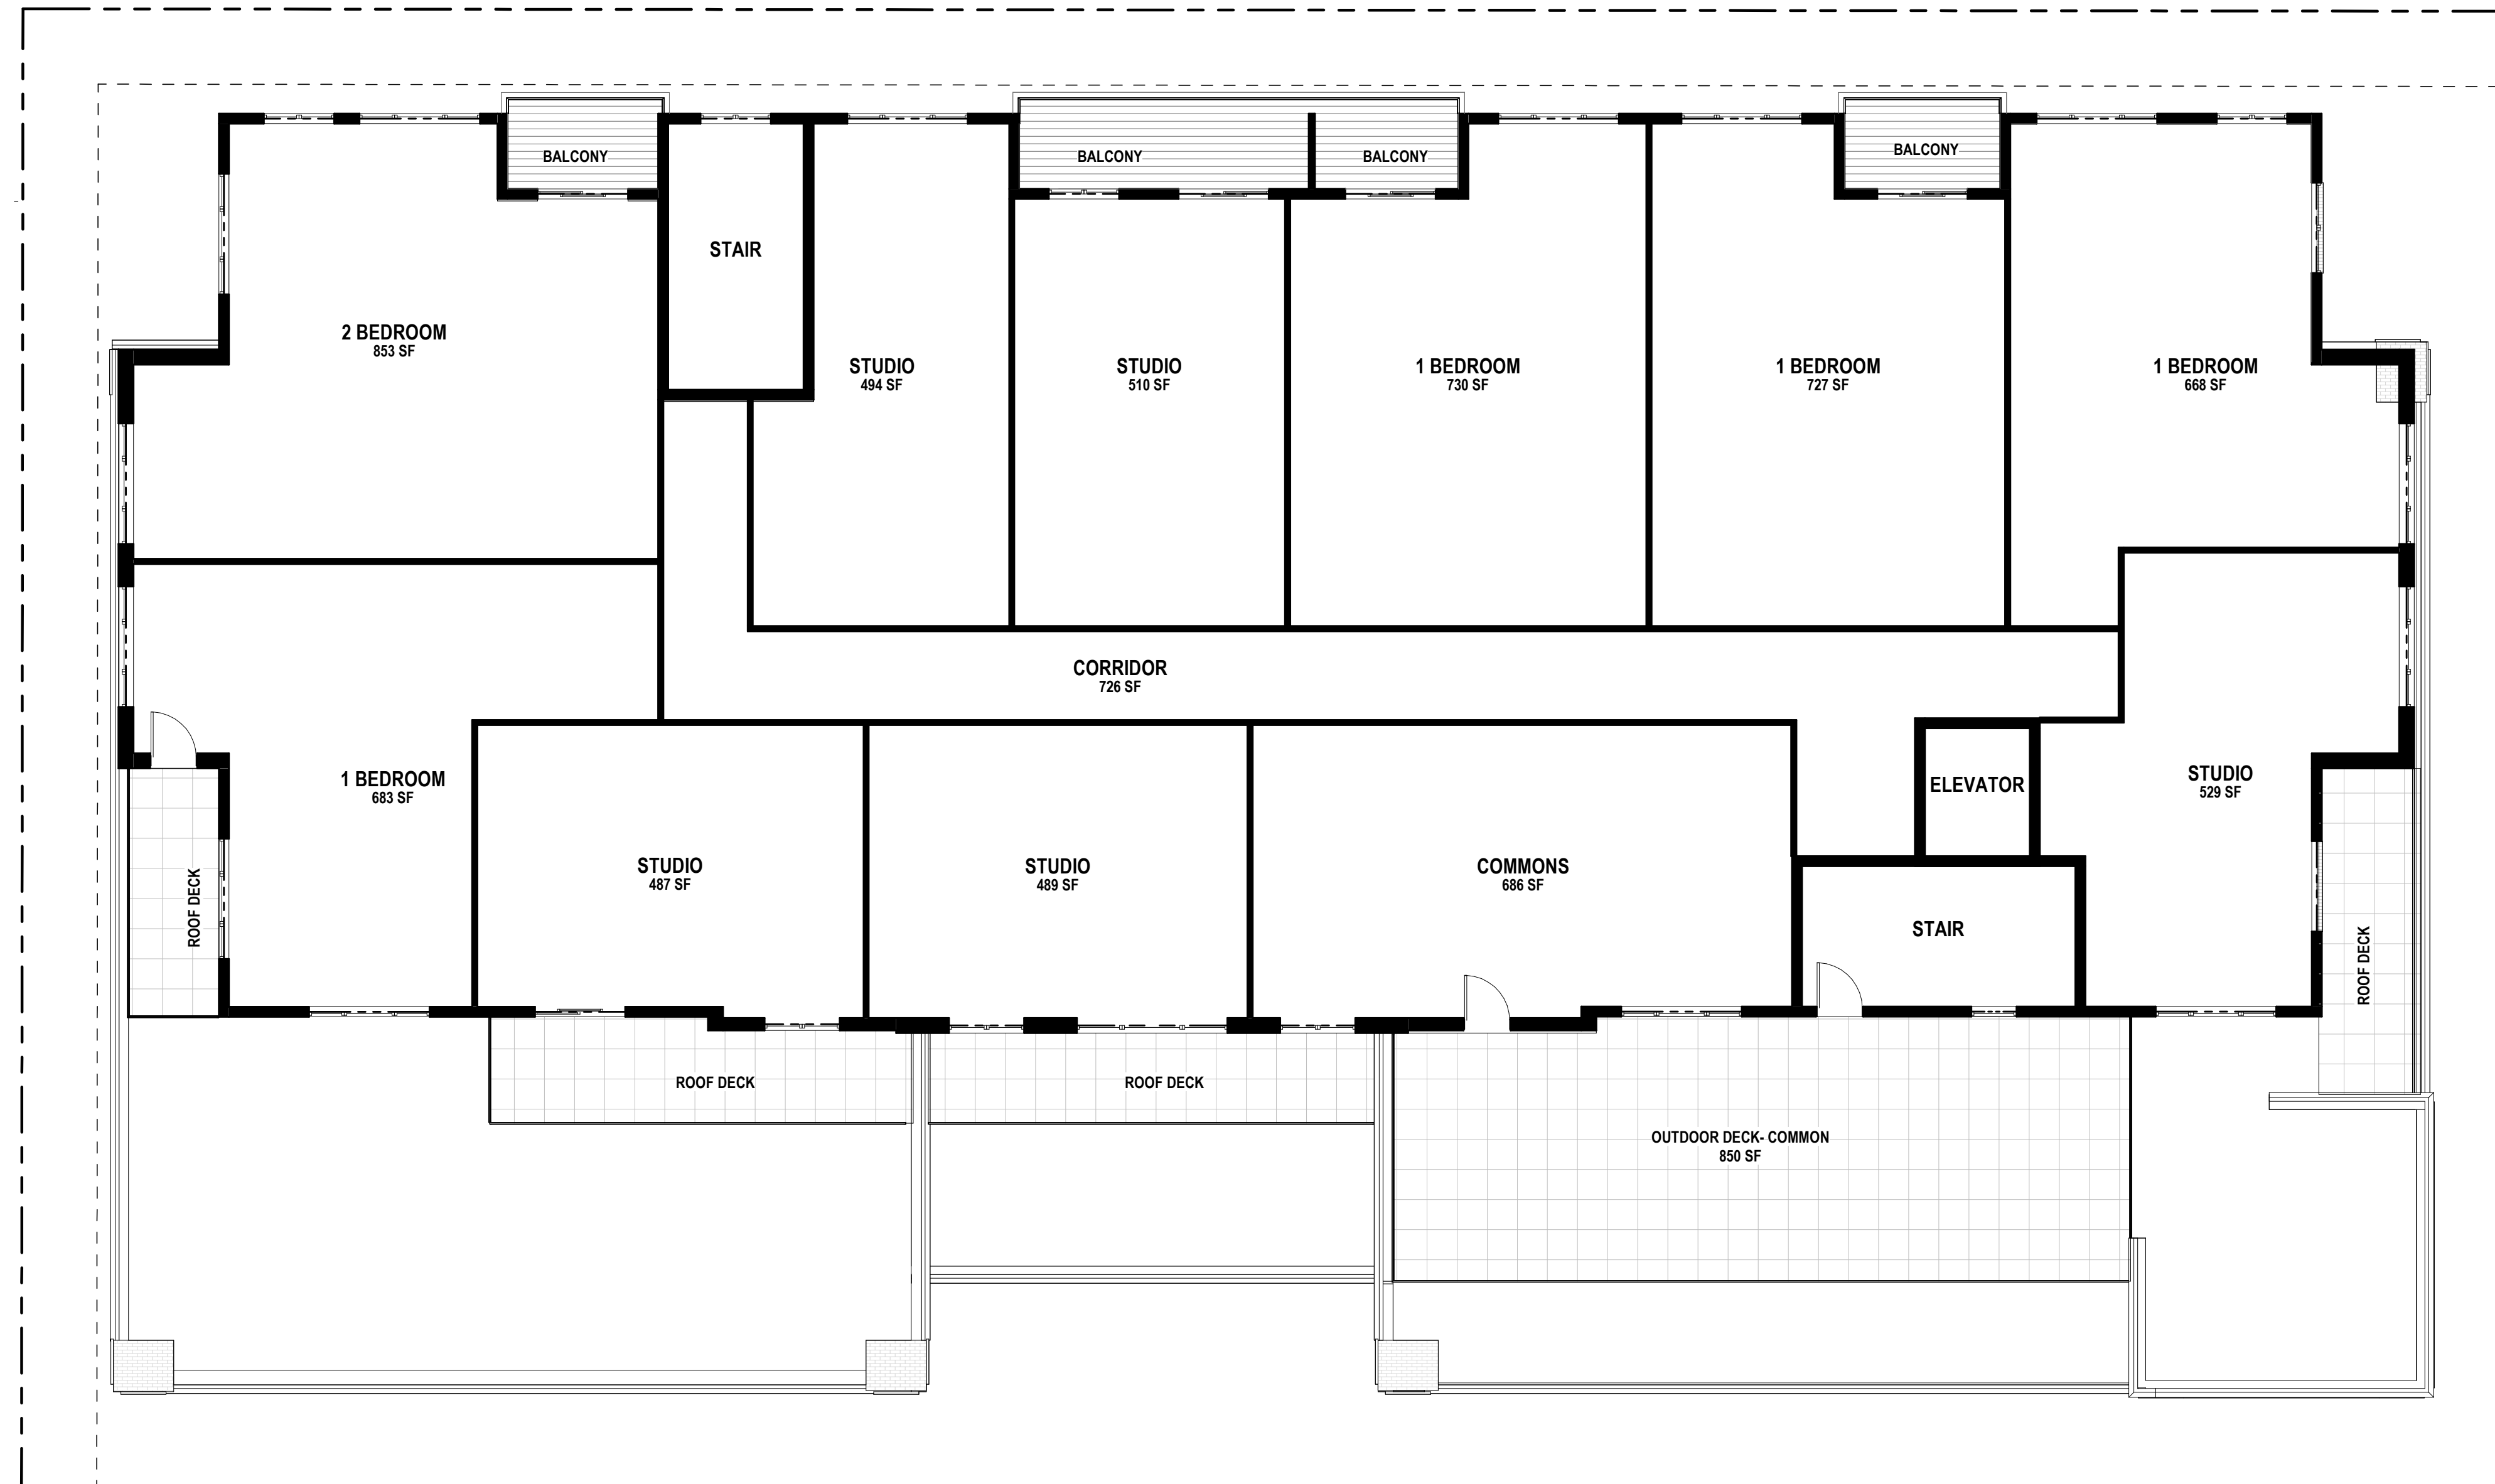 BALCONY
BALCONY
BALCONY
BALCONY
STAIR
2 BEDROOM
853 SF
STUDIO
494 SF
STUDIO
510 SF
1 BEDROOM
730 SF
1 BEDROOM
727 SF
1 BEDROOM
668 SF
CORRIDOR
726 SF
1 BEDROOM
683 SF
ELEVATOR
STUDIO
529 SF
STUDIO
487 SF
STUDIO
489 SF
COMMONS
686 SF
ROOF DECK
STAIR
ROOF DECK
ROOF DECK
ROOF DECK
OUTDOOR DECK- COMMON
850 SF